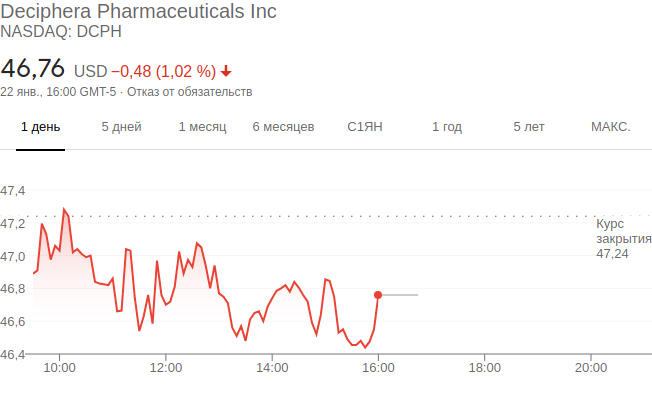 Deciphera Pharmaceuticals Inc
NASDAQ: DCPH
46,76 USD −0,48 (1,02 %)
22 янв., 16:00 GMT-5 · Отказ от обязательств
1 день 5 дней 1 месяц 6 месяцев С1ЯН 1 год 5 лет МАКС.
47,4
47,2
47,0
46,8
46,6
46,4
Курс
закрытия
47,24
10:00 12:00 14:00 16:00 18:00 20:00